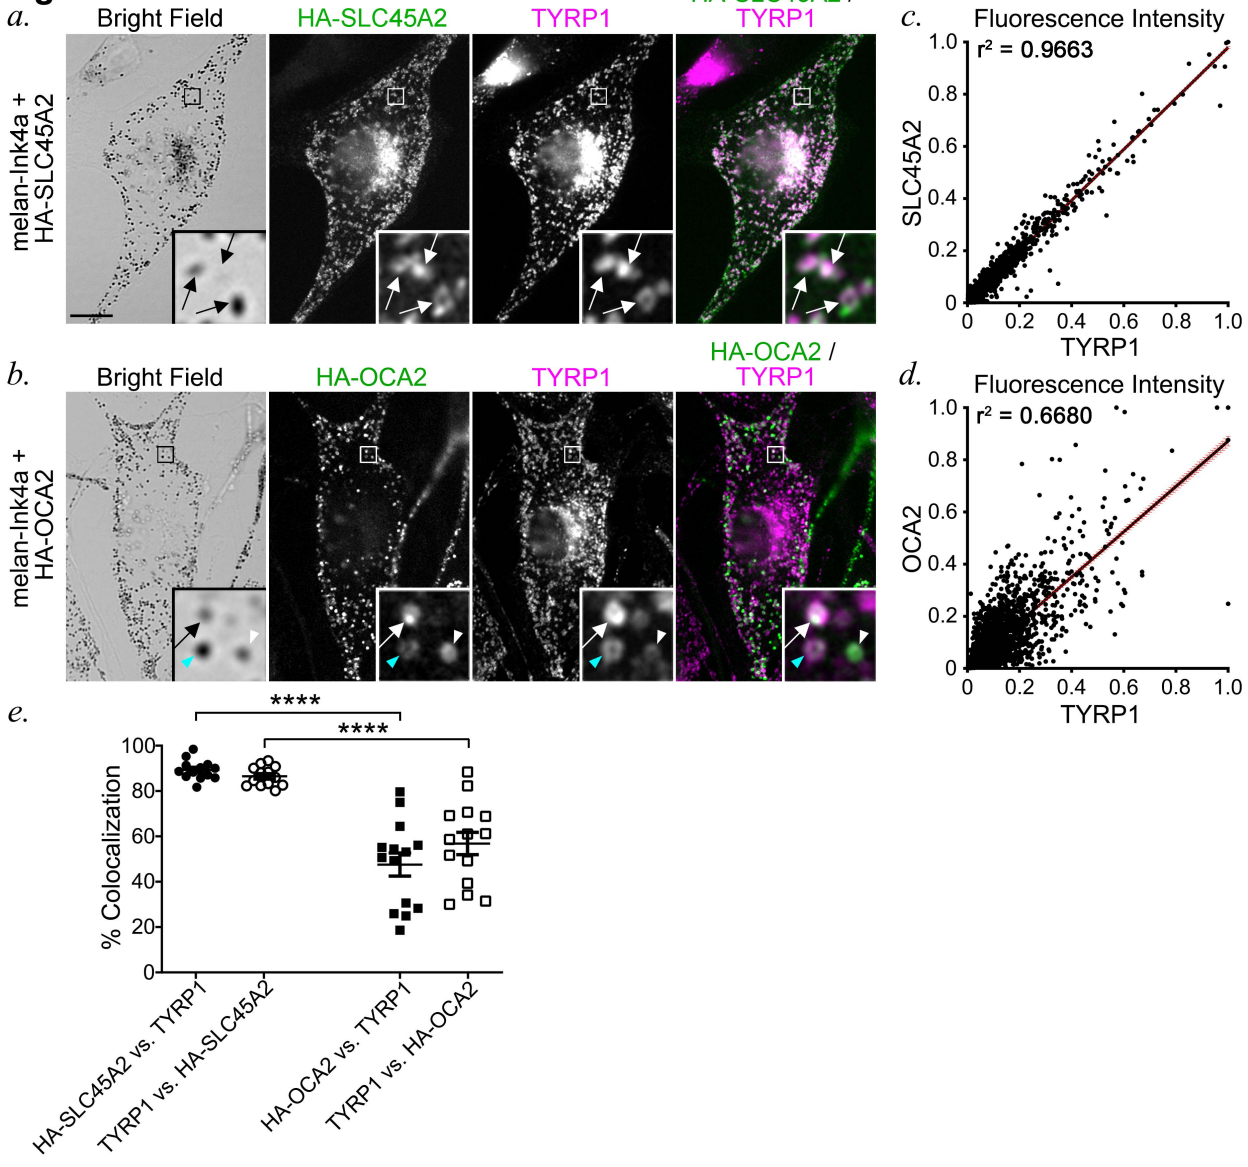 a.
Bright Field
HA-SLC45A2
TYRP1
HA-SLC45A2 /
TYRP1
melan-Ink4a +
HA-SLC45A2
c.
Fluorescence Intensity
r² = 0.9663
SLC45A2
1.0
0.8
0.6
0.4
0.2
0
0 0.2 0.4 0.6 0.8 1.0
TYRP1
b.
Bright Field
HA-OCA2
TYRP1
HA-OCA2 /
TYRP1
melan-Ink4a +
HA-OCA2
d.
Fluorescence Intensity
r² = 0.6680
OCA2
1.0
0.8
0.6
0.4
0.2
0
0 0.2 0.4 0.6 0.8 1.0
TYRP1
e.
****
****
% Colocalization
100
80
60
40
20
0
HA-SLC45A2 vs. TYRP1
TYRP1 vs. HA-SLC45A2
HA-OCA2 vs. TYRP1
TYRP1 vs. HA-OCA2